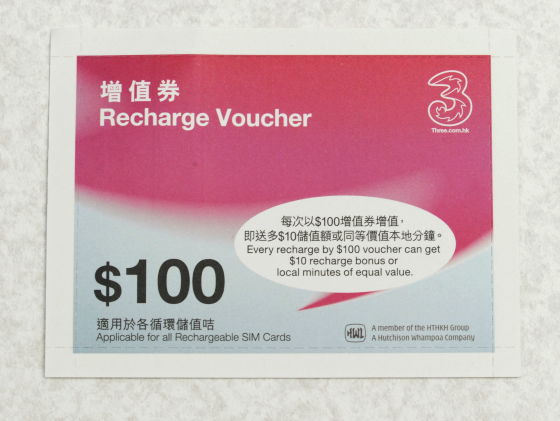 增值券
Recharge Voucher
3
Three.com.hk
每次以$100增值券增值，
即送多$10儲值額或同等價值本地分鐘。
Every recharge by $100 voucher can get
$10 recharge bonus or
local minutes of equal value.
$100
適用於各循環儲值咭
Applicable for all Rechargeable SIM Cards
HWL
A member of the HTHKH Group
A Hutchison Whampoa Company